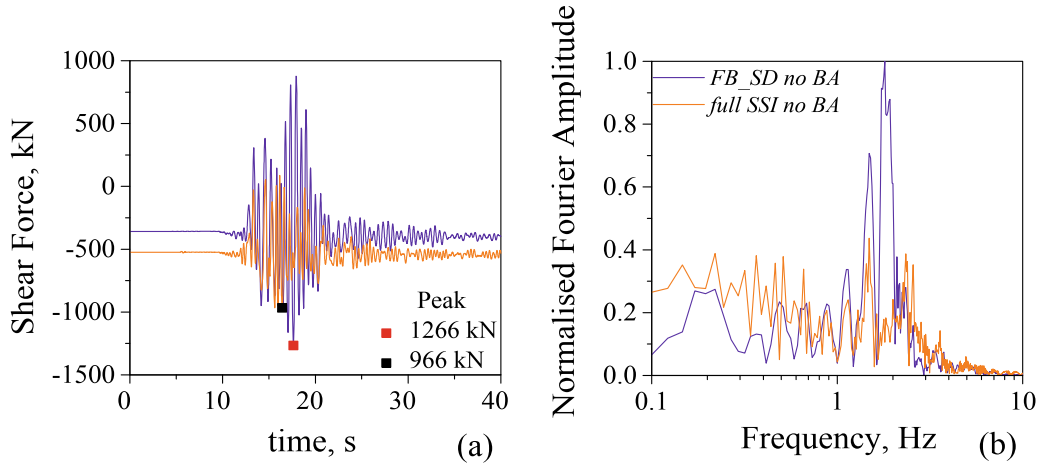 Shear Force, kN
1000
500
0
-500
-1000
-1500
Peak
1266 kN
966 kN
0
10
20
30
40
time, s
(a)
Normalised Fourier Amplitude
1.0
0.8
0.6
0.4
0.2
0.0
FB_SD no BA
full SSI no BA
0.1
1
10
Frequency, Hz
(b)